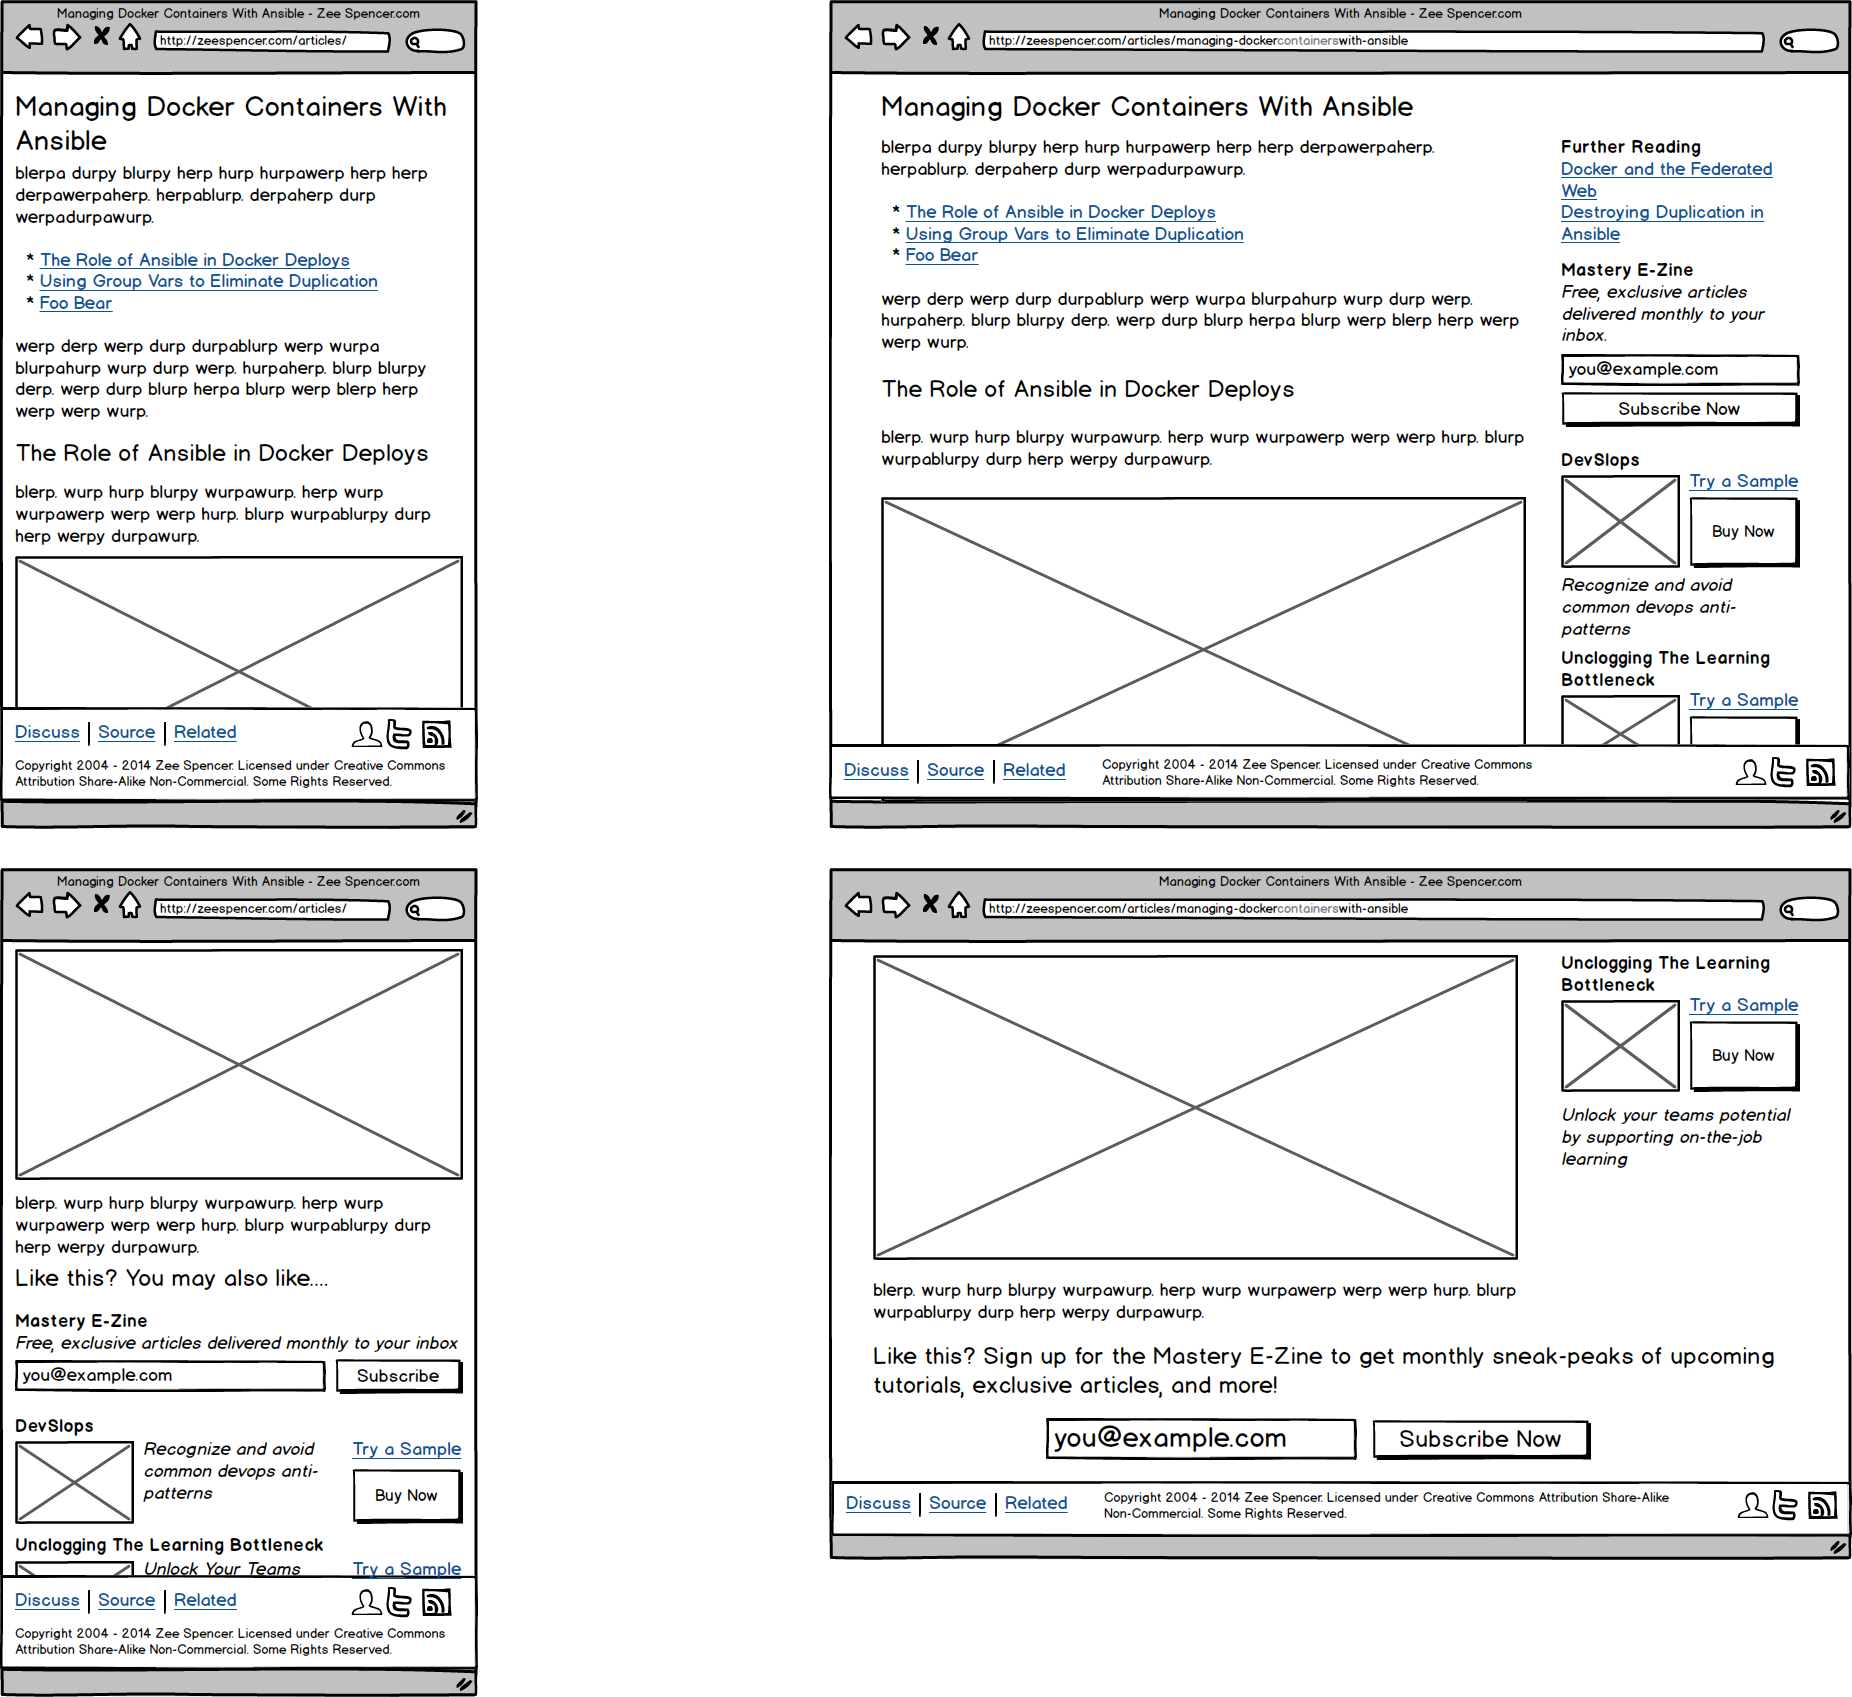 Managing Docker Containers With Ansible - Zee Spencer.com
http://zeespencer.com/articles/
Managing Docker Containers With
Ansible
blerpa durpy blurpy herp hurp hurpawerp herp herp
derpawerpaherp. herpablurp. derpaherp durp
werpadurpawurp.
* The Role of Ansible in Docker Deploys
* Using Group Vars to Eliminate Duplication
* Foo Bear
werp derp werp durp durpablurp werp wurpa
blurpahurp wurp durp werp. hurpaherp. blurp blurpy
derp. werp durp blurp herpa blurp werp blerp herp
werp werp wurp.
The Role of Ansible in Docker Deploys
blerp. wurp hurp blurpy wurpawurp. herp wurp
wurpawerp werp werp hurp. blurp wurpablurpy durp
herp werpy durpawurp.
Discuss | Source | Related
Copyright 2004 - 2014 Zee Spencer. Licensed under Creative Commons
Attribution Share-Alike Non-Commercial. Some Rights Reserved.
Managing Docker Containers With Ansible - Zee Spencer.com
http://zeespencer.com/articles/managing-dockercontainerswith-ansible
Managing Docker Containers With Ansible
blerpa durpy blurpy herp hurp hurpawerp herp herp derpawerpaherp.
herpablurp. derpaherp durp werpadurpawurp.
* The Role of Ansible in Docker Deploys
* Using Group Vars to Eliminate Duplication
* Foo Bear
werp derp werp durp durpablurp werp wurpa blurpahurp wurp durp werp.
hurpaherp. blurp blurpy derp. werp durp blurp herpa blurp werp blerp herp werp
werp wurp.
The Role of Ansible in Docker Deploys
blerp. wurp hurp blurpy wurpawurp. herp wurp wurpawerp werp werp hurp. blurp
wurpablurpy durp herp werpy durpawurp.
Further Reading
Docker and the Federated
Web
Destroying Duplication in
Ansible
Mastery E-Zine
Free, exclusive articles
delivered monthly to your
inbox.
you@example.com
Subscribe Now
DevSlops
Try a Sample
Buy Now
Recognize and avoid
common devops anti-
patterns
Unclogging The Learning
Bottleneck
Try a Sample
Discuss | Source | Related
Copyright 2004 - 2014 Zee Spencer. Licensed under Creative Commons
Attribution Share-Alike Non-Commercial. Some Rights Reserved.
Managing Docker Containers With Ansible - Zee Spencer.com
http://zeespencer.com/articles/
blerp. wurp hurp blurpy wurpawurp. herp wurp
wurpawerp werp werp hurp. blurp wurpablurpy durp
herp werpy durpawurp.
Like this? You may also like....
Mastery E-Zine
Free, exclusive articles delivered monthly to your inbox
you@example.com
Subscribe
DevSlops
Recognize and avoid
common devops anti-
patterns
Try a Sample
Buy Now
Unclogging The Learning Bottleneck
Unlock Your Teams
Try a Sample
Discuss | Source | Related
Copyright 2004 - 2014 Zee Spencer. Licensed under Creative Commons
Attribution Share-Alike Non-Commercial. Some Rights Reserved.
Managing Docker Containers With Ansible - Zee Spencer.com
http://zeespencer.com/articles/managing-dockercontainerswith-ansible
Unclogging The Learning
Bottleneck
Try a Sample
Buy Now
Unlock your teams potential
by supporting on-the-job
learning
blerp. wurp hurp blurpy wurpawurp. herp wurp wurpawerp werp werp hurp. blurp
wurpablurpy durp herp werpy durpawurp.
Like this? Sign up for the Mastery E-Zine to get monthly sneak-peaks of upcoming
tutorials, exclusive articles, and more!
you@example.com
Subscribe Now
Discuss | Source | Related
Copyright 2004 - 2014 Zee Spencer. Licensed under Creative Commons Attribution Share-Alike
Non-Commercial. Some Rights Reserved.